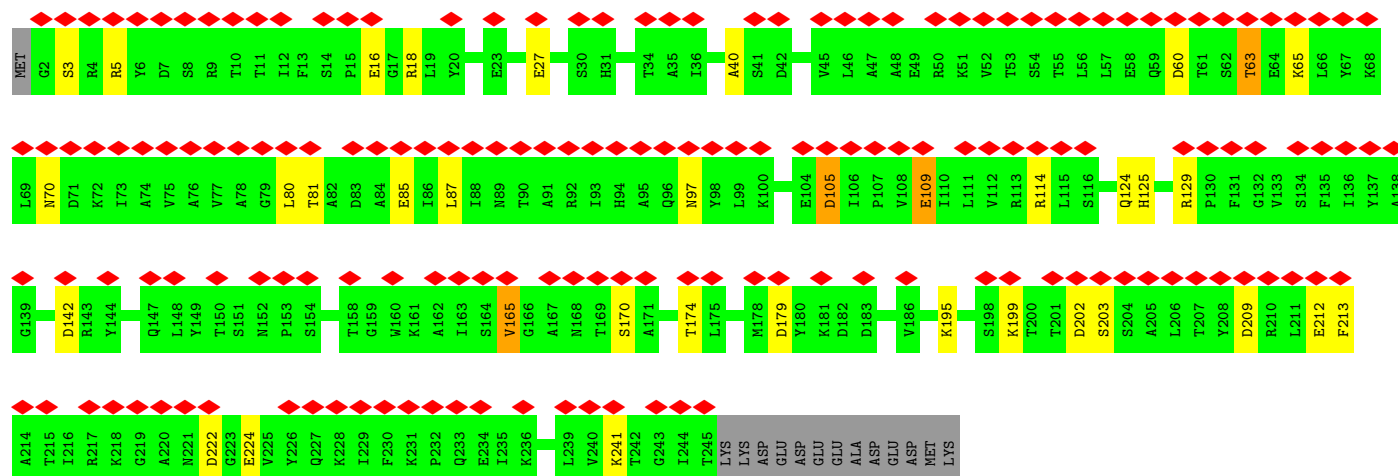 MET G2 S3 R4 R5 Y6 D7 S8 R9 T10 T11 I12 F13 S14 P15 E16 G17 R18 L19 Y20 E23 E27 S30 H31 T34 A35 I36 A40 S41 D42 V45 L46 A47 A48 E49 R50 K51 V52 T53 S54 T55 L56 L57 E58 Q59 D60 T61 S62 T63 E64 K65 L66 Y67 K68
L69 N70 D71 K72 I73 A74 V75 A76 V77 A78 G79 L80 T81 A82 D83 A84 E85 I86 L87 I88 N89 T90 A91 R92 I93 H94 A95 Q96 N97 Y98 L99 K100 E104 D105 I106 P107 V108 E109 I110 L111 V112 R113 R114 L115 S116 Q124 H125 R129 P130 F131 G132 V133 S134 F135 I136 Y137 A138
G139 D142 R143 Y144 Q147 L148 Y149 T150 S151 N152 P153 S154 T158 G159 W160 K161 A162 I163 S164 V165 G166 A167 N168 T169 S170 A171 T174 L175 M178 D179 Y180 K181 D182 D183 V186 K195 S198 K199 T200 T201 D202 S203 S204 A205 L206 T207 Y208 D209 R210 L211 E212 F213
A214 T215 I216 R217 K218 G219 A220 N221 D222 G223 E224 V225 Y226 Q227 K228 I229 F230 K231 P232 Q233 E234 I235 K236 L239 V240 K241 T242 G243 I244 T245 LYS LYS ASP GLU ASP GLU GLU ALA ASP GLU ASP MET LYS